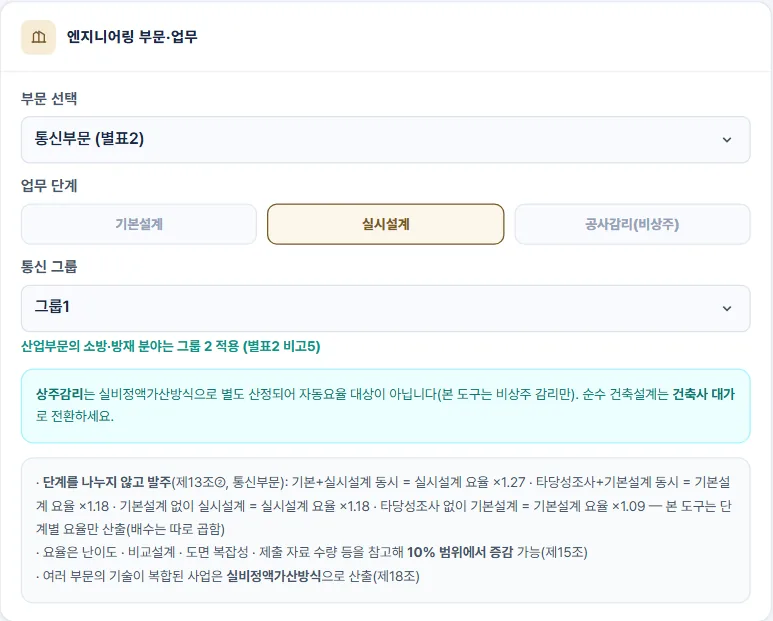 엔지니어링 부문·업무
부문 선택
통신부문 (별표2)
업무 단계
기본설계
실시설계
공사감리(비상주)
통신 그룹
그룹1
산업부문의 소방·방재 분야는 그룹 2 적용 (별표2 비고5)
상주감리는 실비정액가산방식으로 별도 산정되어 자동요율 대상이 아닙니다(본 도구는 비상주 감리만). 순수 건축설계는 건축사 대가
로 전환하세요.
· 단계를 나누지 않고 발주(제13조②, 통신부문): 기본+실시설계 동시 = 실시설계 요율 ×1.27 · 타당성조사+기본설계 동시 = 기본설
계 요율 ×1.18 · 기본설계 없이 실시설계 = 실시설계 요율 ×1.18 · 타당성조사 없이 기본설계 = 기본설계 요율 ×1.09 — 본 도구는 단
계별 요율만 산출(배수는 따로 곱함)
· 요율은 난이도 · 비교설계 · 도면 복잡성 · 제출 자료 수량 등을 참고해 10% 범위에서 증감 가능(제15조)
· 여러 부문의 기술이 복합된 사업은 실비정액가산방식으로 산출(제18조)